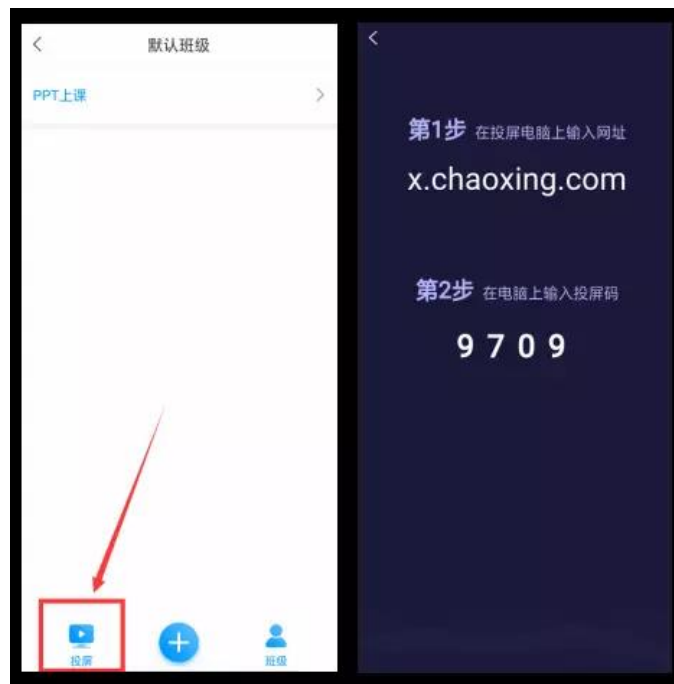 默认班级
PPT上课
投屏
班级
第1步 在投屏电脑上输入网址
x.chaoxing.com
第2步 在电脑上输入投屏码
9709